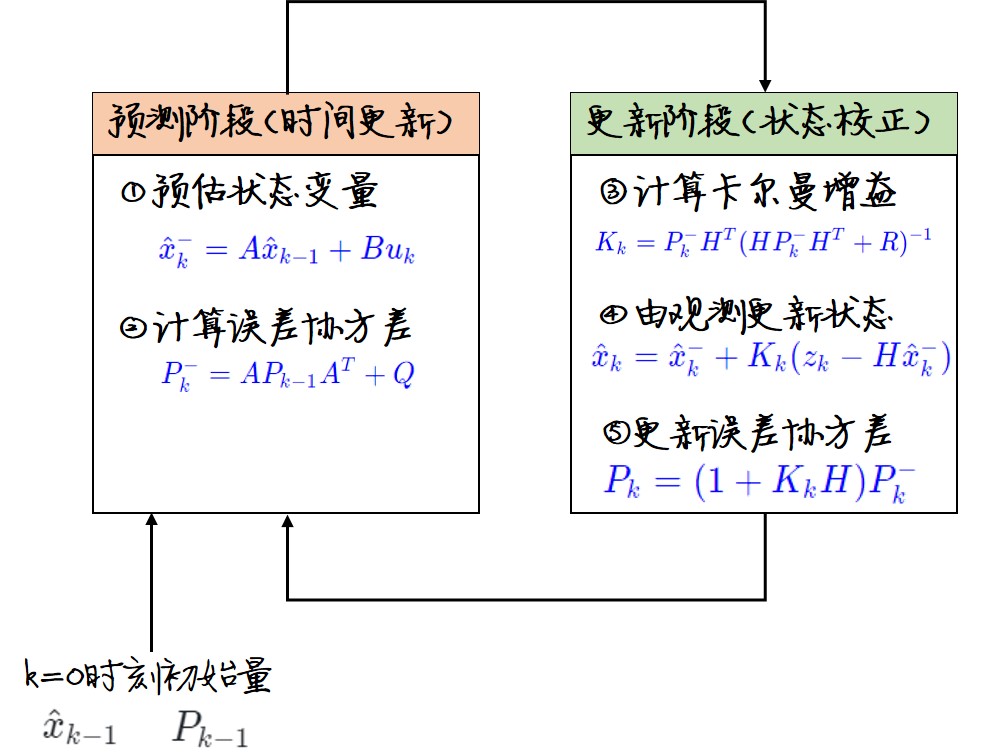 预测阶段(时间更新)
①预估状态变量
$\hat{x}_k^- = A\hat{x}_{k-1} + Bu_k$
②计算误差协方差
$P_k^- = AP_{k-1}A^T + Q$
更新阶段(状态校正)
③计算卡尔曼增益
$K_k = P_k^- H^T (HP_k^- H^T + R)^{-1}$
④由观测更新状态
$\hat{x}_k = \hat{x}_k^- + K_k(z_k - H\hat{x}_k^-)$
⑤更新误差协方差
$P_k = (1 + K_k H)P_k^-$
k=0时刻初始量
$\hat{x}_{k-1}$ $P_{k-1}$